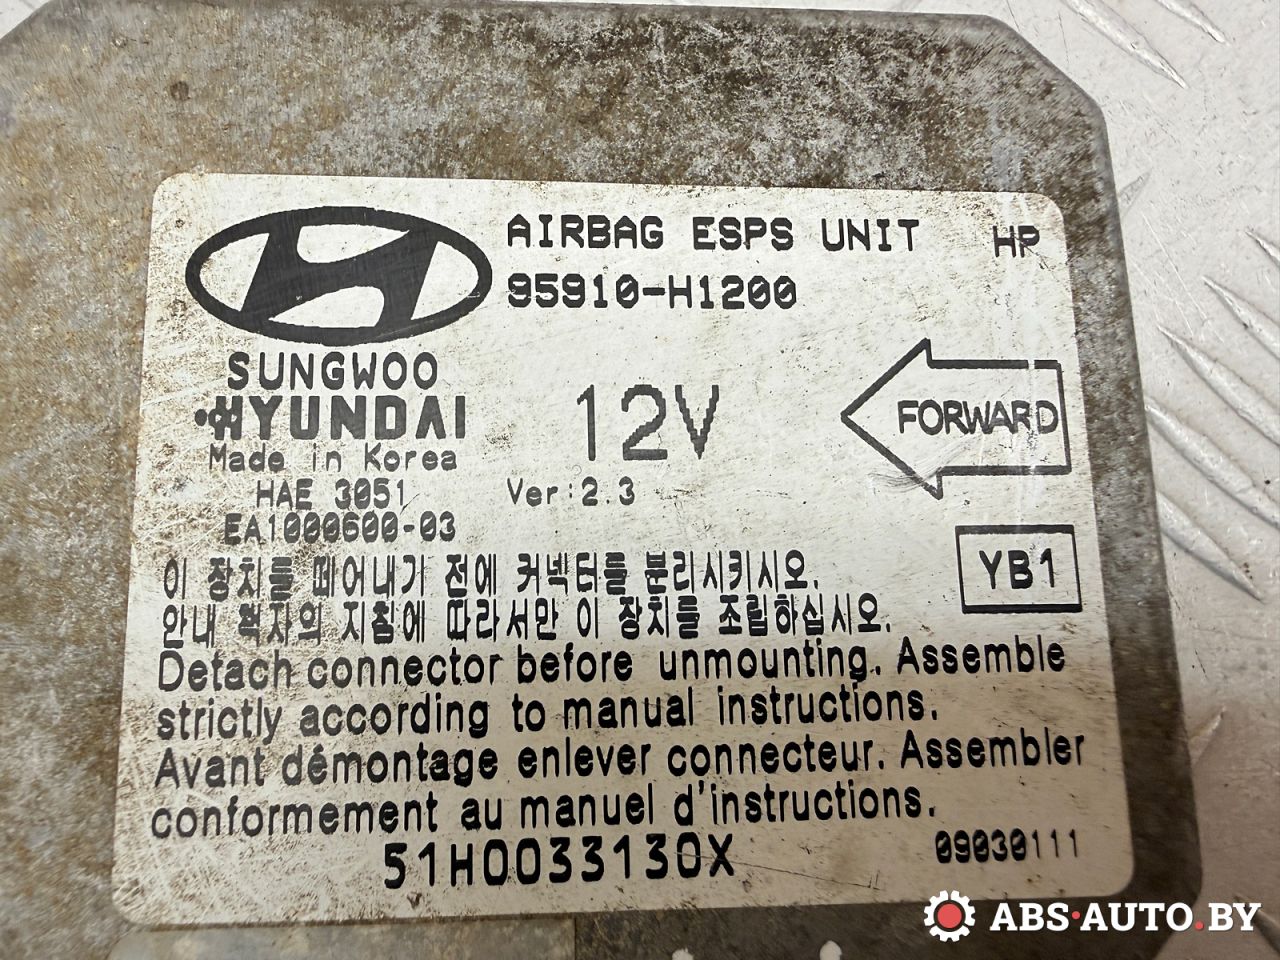 AIRBAG ESPS UNIT HP
95910-H1200
SUNGWOO
HYUNDAI
12V
FORWARD
Made in Korea
HAE 3051 Ver:2.3
EA1000600-03
YB1
이 장치를 떼어내기 전에 커넥터를 분리시키시오.
안내 책자의 지침에 따라서만 이 장치를 조립하십시오.
Detach connector before unmounting. Assemble
strictly according to manual instructions.
Avant démontage enlever connecteur. Assembler
conformement au manuel d'instructions.
51H0033130X 09030111
ABS-AUTO.BY